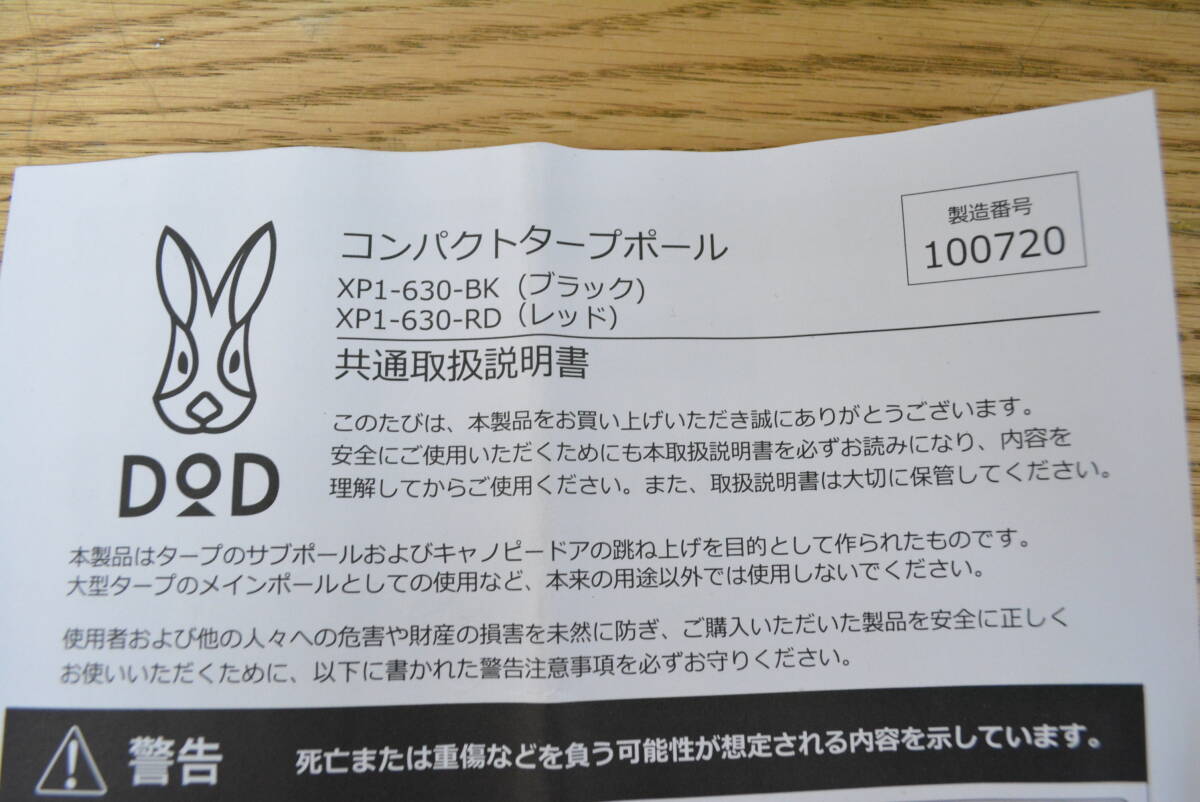 製造番号
100720
コンパクトタープポール
XP1-630-BK（ブラック)
XP1-630-RD（レッド）
共通取扱説明書
DOD
このたびは、本製品をお買い上げいただき誠にありがとうございます。
安全にご使用いただくためにも本取扱説明書を必ずお読みになり、内容を
理解してからご使用ください。また、取扱説明書は大切に保管してください。
本製品はタープのサブポールおよびキャノピードアの跳ね上げを目的として作られたものです。
大型タープのメインポールとしての使用など、本来の用途以外では使用しないでください。
使用者および他の人々への危害や財産の損害を未然に防ぎ、ご購入いただいた製品を安全に正しく
お使いいただくために、以下に書かれた警告注意事項を必ずお守りください。
警告 死亡または重傷などを負う可能性が想定される内容を示しています。